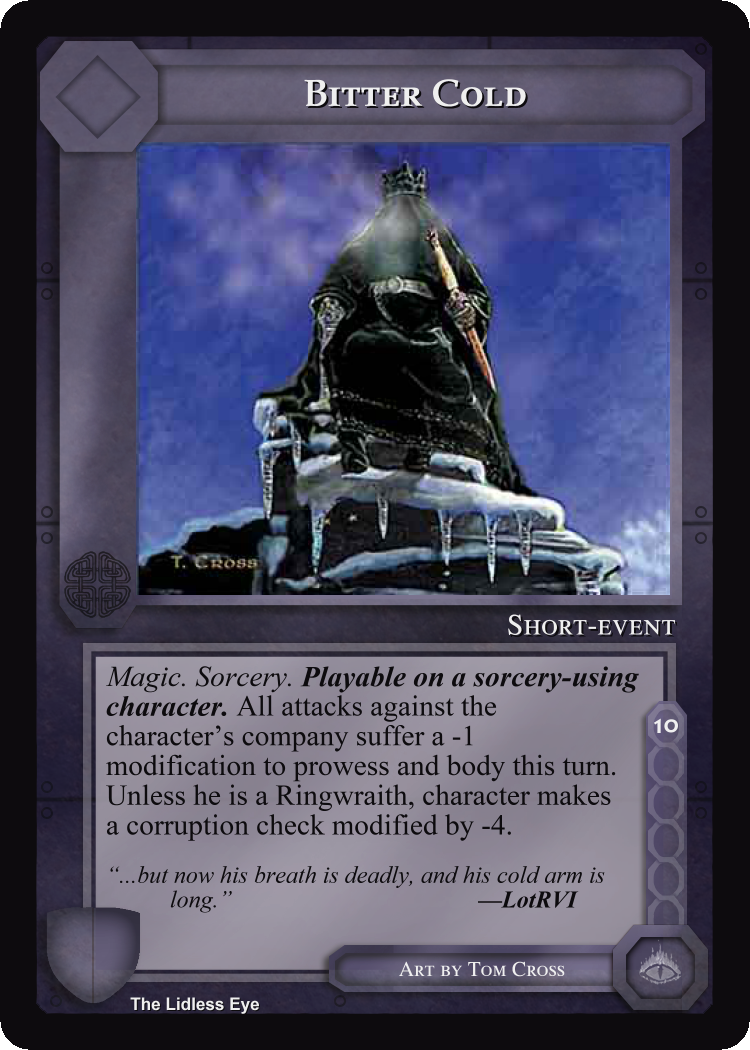 Bitter Cold
T. Cross
Short-event
Magic. Sorcery. Playable on a sorcery-using
character. All attacks against the
character’s company suffer a -1
modification to prowess and body this turn.
Unless he is a Ringwraith, character makes
a corruption check modified by -4.
10
“...but now his breath is deadly, and his cold arm is
long.” —LotRVI
Art by Tom Cross
The Lidless Eye